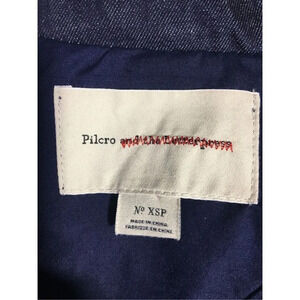 Pilcro and the Letterpress
Nº XSP
MADE IN CHINA
FABRIQUÉ EN CHINE